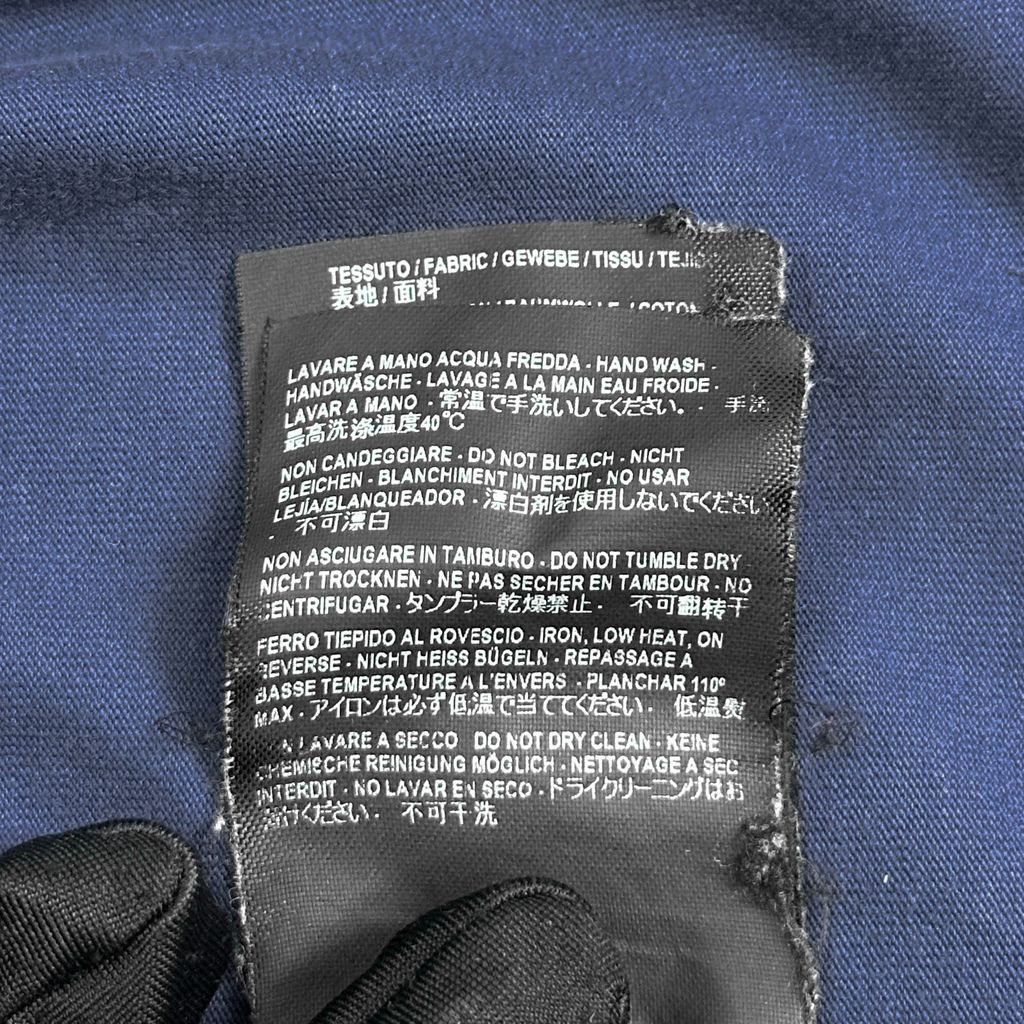 TESSUTO / FABRIC / GEWEBE / TISSU /
表地 / 面料
LAVARE A MANO ACQUA FREDDA - HAND WASH -
HANDWÄSCHE - LAVAGE A LA MAIN EAU FROIDE -
LAVAR A MANO - 常温で手洗いしてください。 - 手洗
最高洗涤温度40℃
NON CANDEGGIARE - DO NOT BLEACH - NICHT
BLEICHEN - BLANCHIMENT INTERDIT - NO USAR
LEJÍA/BLANQUEADOR - 漂白剤を使用しないでください
- 不可漂白
NON ASCIUGARE IN TAMBURO - DO NOT TUMBLE DRY
NICHT TROCKNEN - NE PAS SECHER EN TAMBOUR - NO
CENTRIFUGAR - タンブラー乾燥禁止 - 不可翻转干
FERRO TIEPIDO AL ROVESCIO - IRON, LOW HEAT, ON
REVERSE - NICHT HEISS BÜGELN - REPASSAGE A
BASSE TEMPERATURE A L'ENVERS - PLANCHAR 110º
MAX - アイロンは必ず低温で当ててください - 低温熨
LAVARE A SECCO DO NOT DRY CLEAN - KEINE
CHEMISCHE REINIGUNG MÖGLICH - NETTOYAGE A SEC
INTERDIT - NO LAVAR EN SECO - ドライクリーニングはお
ください - 不可干洗